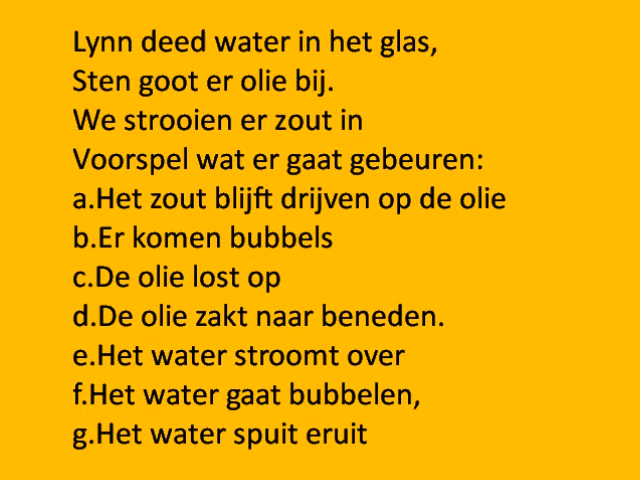 Lynn deed water in het glas,
Sten goot er olie bij.
We strooien er zout in
Voorspel wat er gaat gebeuren:
a.Het zout blijft drijven op de olie
b.Er komen bubbels
c.De olie lost op
d.De olie zakt naar beneden.
e.Het water stroomt over
f.Het water gaat bubbelen,
g.Het water spuit eruit